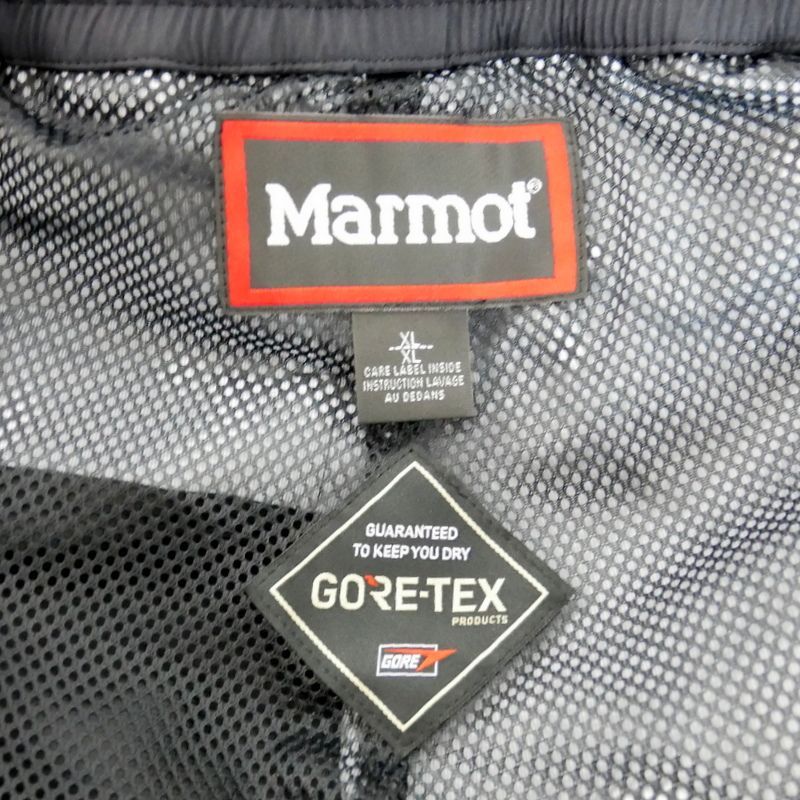 Marmot®
XL
XL
CARE LABEL INSIDE
INSTRUCTION LAVAGE
AU DEDANS
GUARANTEED
TO KEEP YOU DRY
GORE-TEX
PRODUCTS
GORE